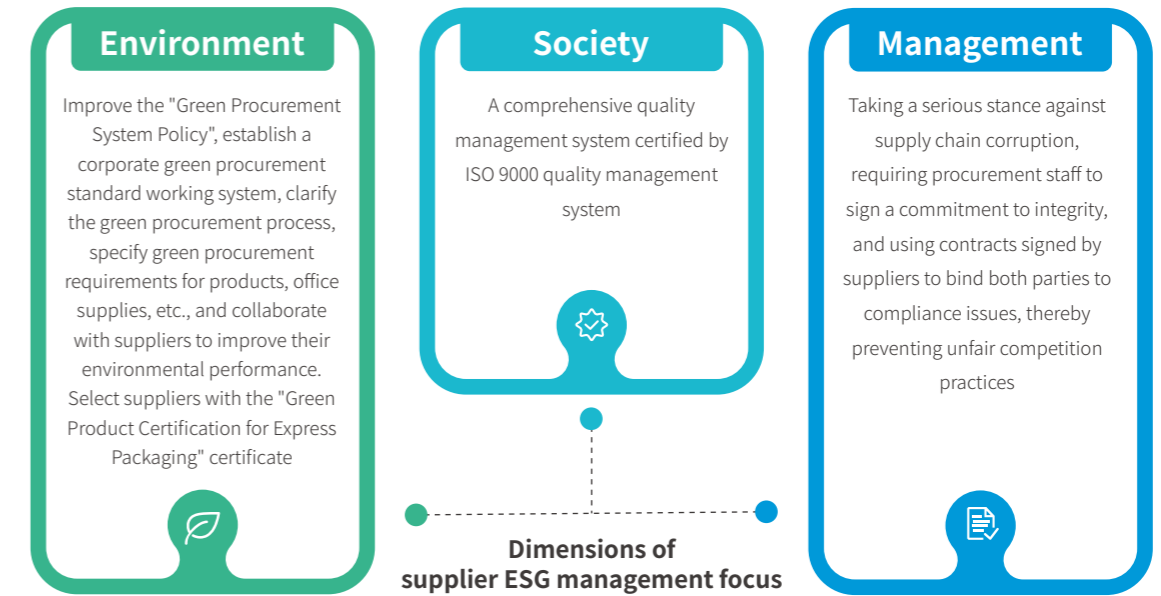 Environment
Improve the "Green Procurement
System Policy", establish a
corporate green procurement
standard working system, clarify
the green procurement process,
specify green procurement
requirements for products, office
supplies, etc., and collaborate
with suppliers to improve their
environmental performance.
Select suppliers with the "Green
Product Certification for Express
Packaging" certificate
Society
A comprehensive quality
management system certified by
ISO 9000 quality management
system
Management
Taking a serious stance against
supply chain corruption,
requiring procurement staff to
sign a commitment to integrity,
and using contracts signed by
suppliers to bind both parties to
compliance issues, thereby
preventing unfair competition
practices
Dimensions of
supplier ESG management focus